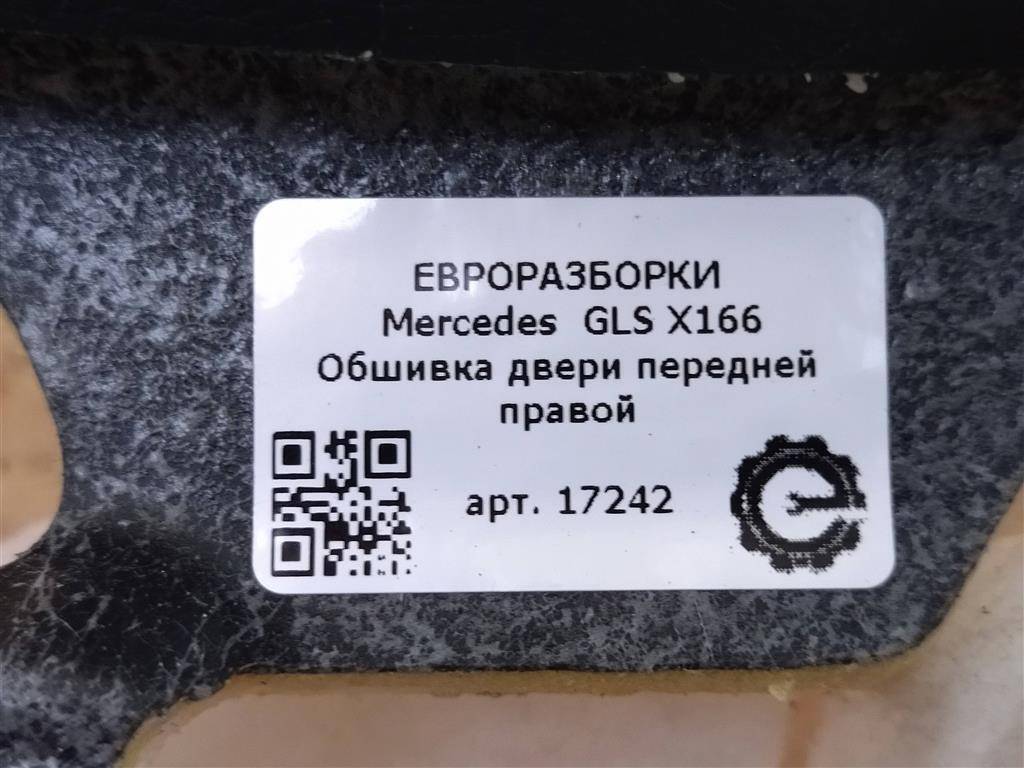 ЕВРОРАЗБОРКИ
Mercedes GLS X166
Обшивка двери передней
правой
арт. 17242